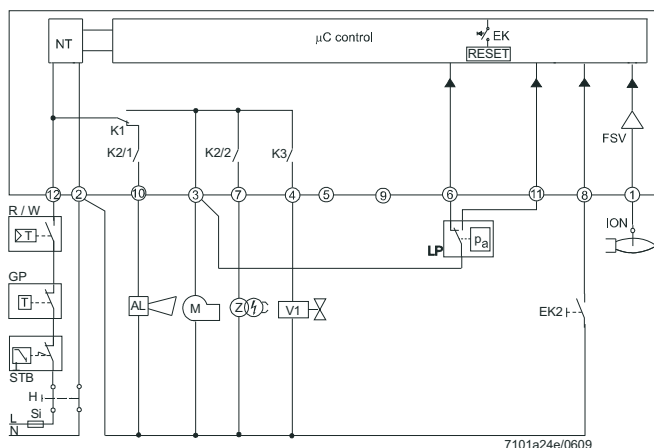 NT
µC control
EK
RESET
FSV
K1
K2/1
K2/2
K3
12
2
10
3
7
4
5
9
6
11
8
1
R / W
T
LP
pa
ION
GP
T
AL
M
Z
V1
EK2
STB
H
Si
L
N
7101a24e/0609